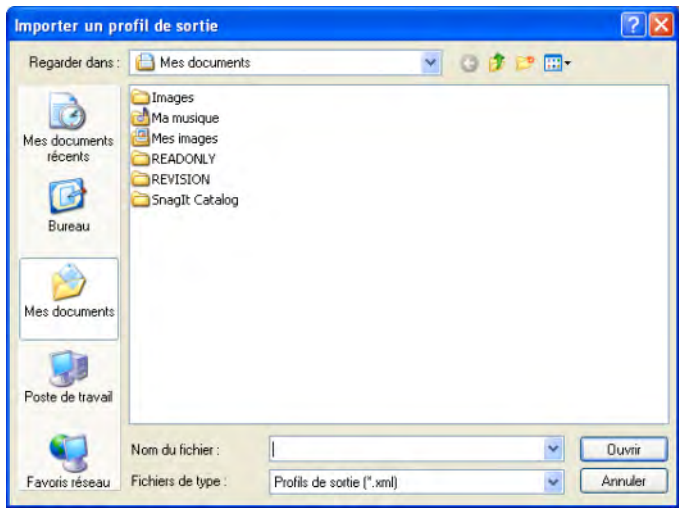 Importer un profil de sortie
Regarder dans :
Mes documents
Mes documents récents
Bureau
Mes documents
Poste de travail
Favoris réseau
Images
Ma musique
Mes images
READONLY
REVISION
SnagIt Catalog
Nom du fichier :
Ouvrir
Fichiers de type :
Profils de sortie (*.xml)
Annuler